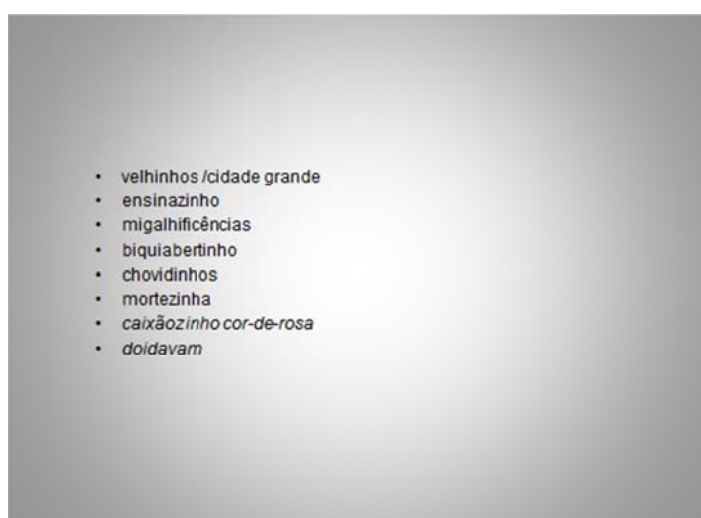 • velhinhos /cidade grande
• ensinazinho
• migalhificências
• biquiabertinho
• chovidinhos
• mortezinha
• caixãozinho cor-de-rosa
• doidavam